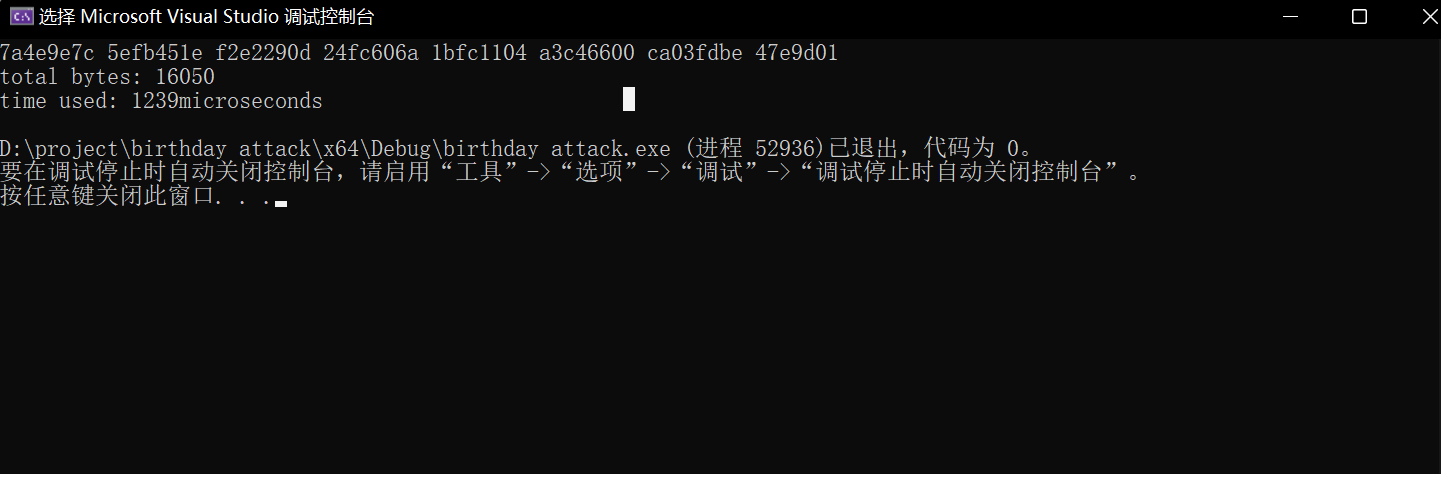 选择 Microsoft Visual Studio 调试控制台
7a4e9e7c 5efb451e f2e2290d 24fc606a 1bfc1104 a3c46600 ca03fdbe 47e9d01
total bytes: 16050
time used: 1239microseconds
D:\project\birthday attack\x64\Debug\birthday attack.exe (进程 52936)已退出，代码为 0。
要在调试停止时自动关闭控制台，请启用“工具”->“选项”->“调试”->“调试停止时自动关闭控制台”。
按任意键关闭此窗口. . .